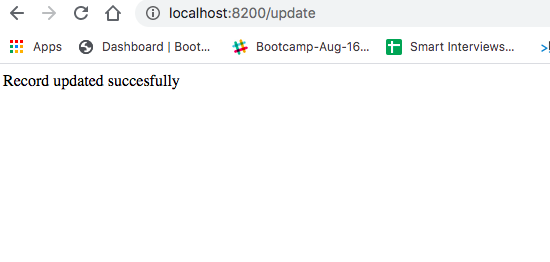 localhost:8200/update
Apps Dashboard | Boot... Bootcamp-Aug-16... Smart Interviews...
Record updated succesfully